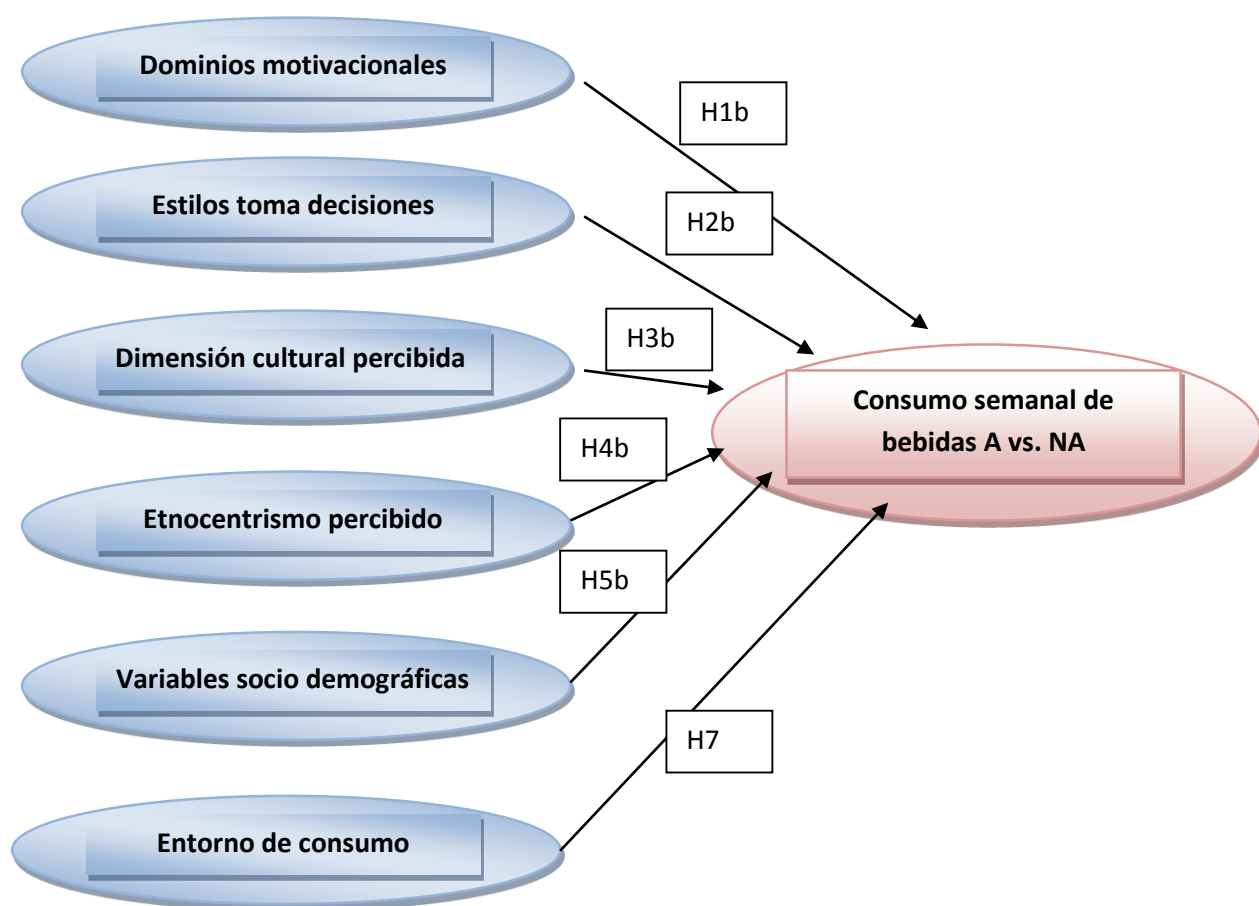 Dominios motivacionales
H1b
Estilos toma decisiones
H2b
Dimensión cultural percibida
H3b
Consumo semanal de
bebidas A vs. NA
Etnocentrismo percibido
H4b
H5b
Variables socio demográficas
H7
Entorno de consumo